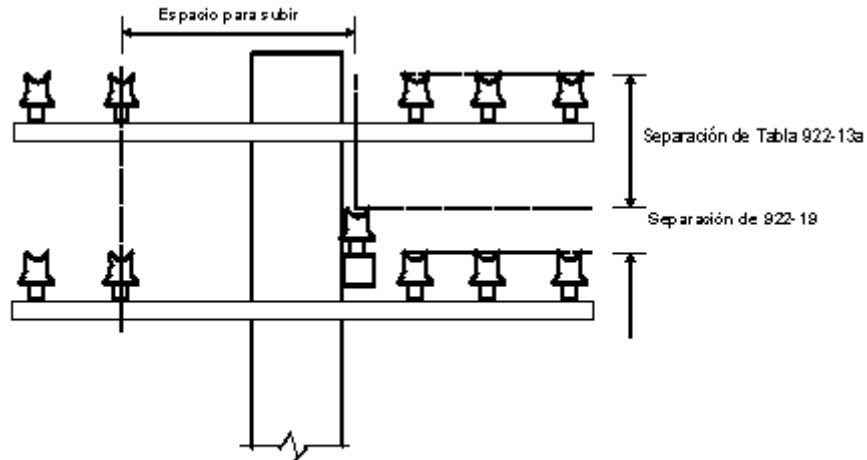 Espacio para subir
Separación de Tabla 922-13a
Separación de 922-19